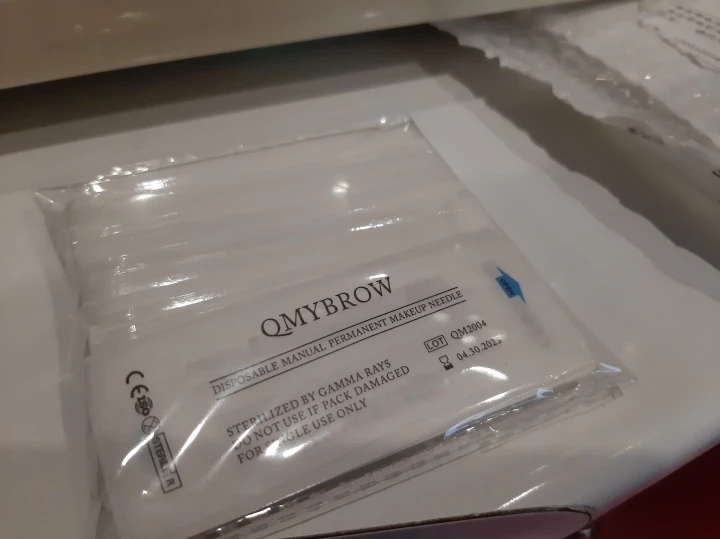 QMYBROW
DISPOSABLE MANUAL PERMANENT MAKEUP NEEDLE
LOT QM2004
STERILIZED BY GAMMA RAYS
DO NOT USE IF PACK DAMAGED
FOR SINGLE USE ONLY
CE
ISO
STERILE R